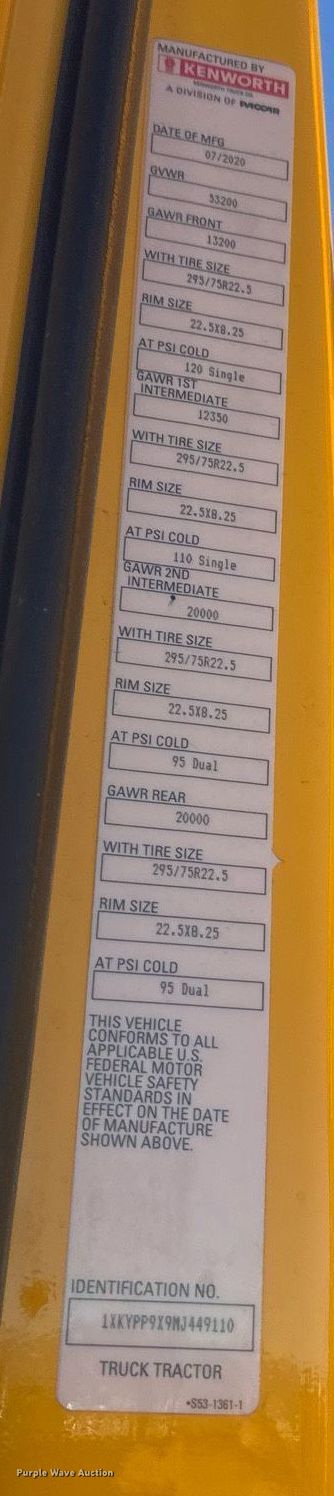 MANUFACTURED BY
KENWORTH
KENWORTH TRUCK CO.
A DIVISION OF PACCAR
DATE OF MFG
07/2020
GVWR
53200
GAWR FRONT
13200
WITH TIRE SIZE
295/75R22.5
RIM SIZE
22.5X8.25
AT PSI COLD
120 Single
GAWR 1ST
INTERMEDIATE
12350
WITH TIRE SIZE
295/75R22.5
RIM SIZE
22.5X8.25
AT PSI COLD
110 Single
GAWR 2ND
INTERMEDIATE
20000
WITH TIRE SIZE
295/75R22.5
RIM SIZE
22.5X8.25
AT PSI COLD
95 Dual
GAWR REAR
20000
WITH TIRE SIZE
295/75R22.5
RIM SIZE
22.5X8.25
AT PSI COLD
95 Dual
THIS VEHICLE
CONFORMS TO ALL
APPLICABLE U.S.
FEDERAL MOTOR
VEHICLE SAFETY
STANDARDS IN
EFFECT ON THE DATE
OF MANUFACTURE
SHOWN ABOVE.
IDENTIFICATION NO.
1XKYPP9X9MJ449110
TRUCK TRACTOR
•S53-1361-1
Purple Wave Auction